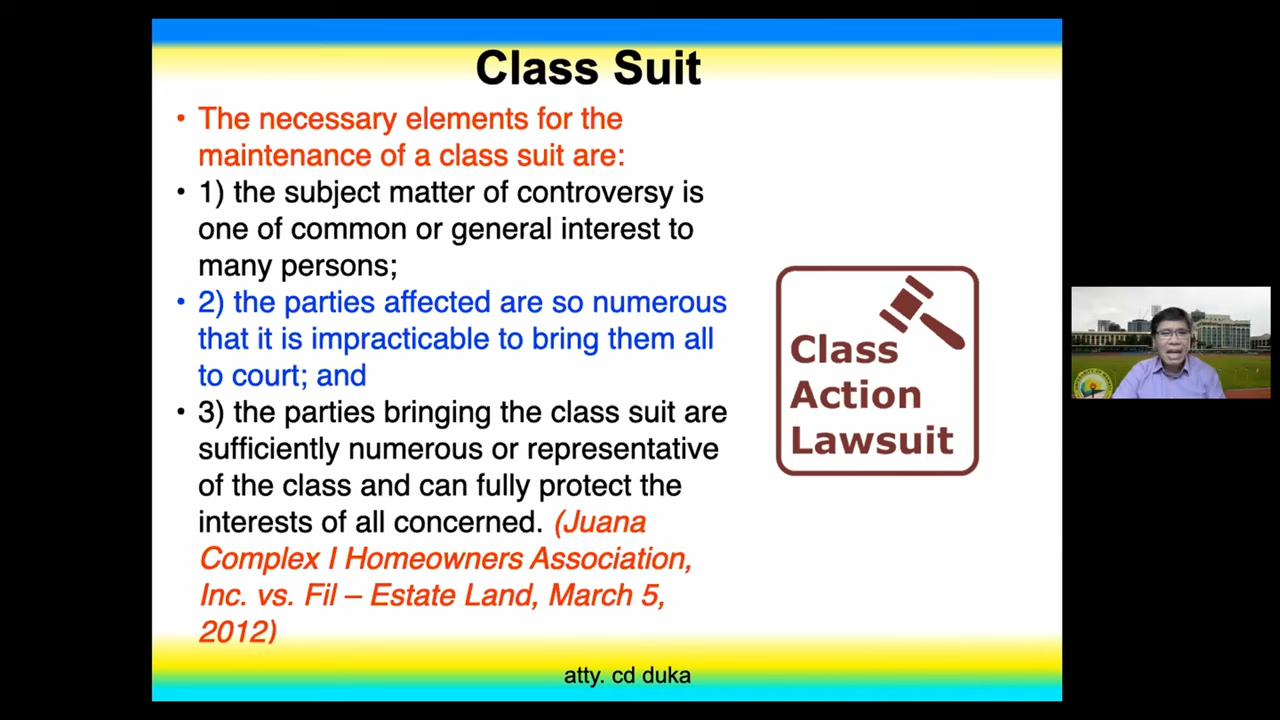 Class Suit
• The necessary elements for the
maintenance of a class suit are:
• 1) the subject matter of controversy is
one of common or general interest to
many persons;
• 2) the parties affected are so numerous
that it is impracticable to bring them all
to court; and
• 3) the parties bringing the class suit are
sufficiently numerous or representative
of the class and can fully protect the
interests of all concerned. (Juana
Complex I Homeowners Association,
Inc. vs. Fil – Estate Land, March 5,
2012)
Class
Action
Lawsuit
atty. cd duka